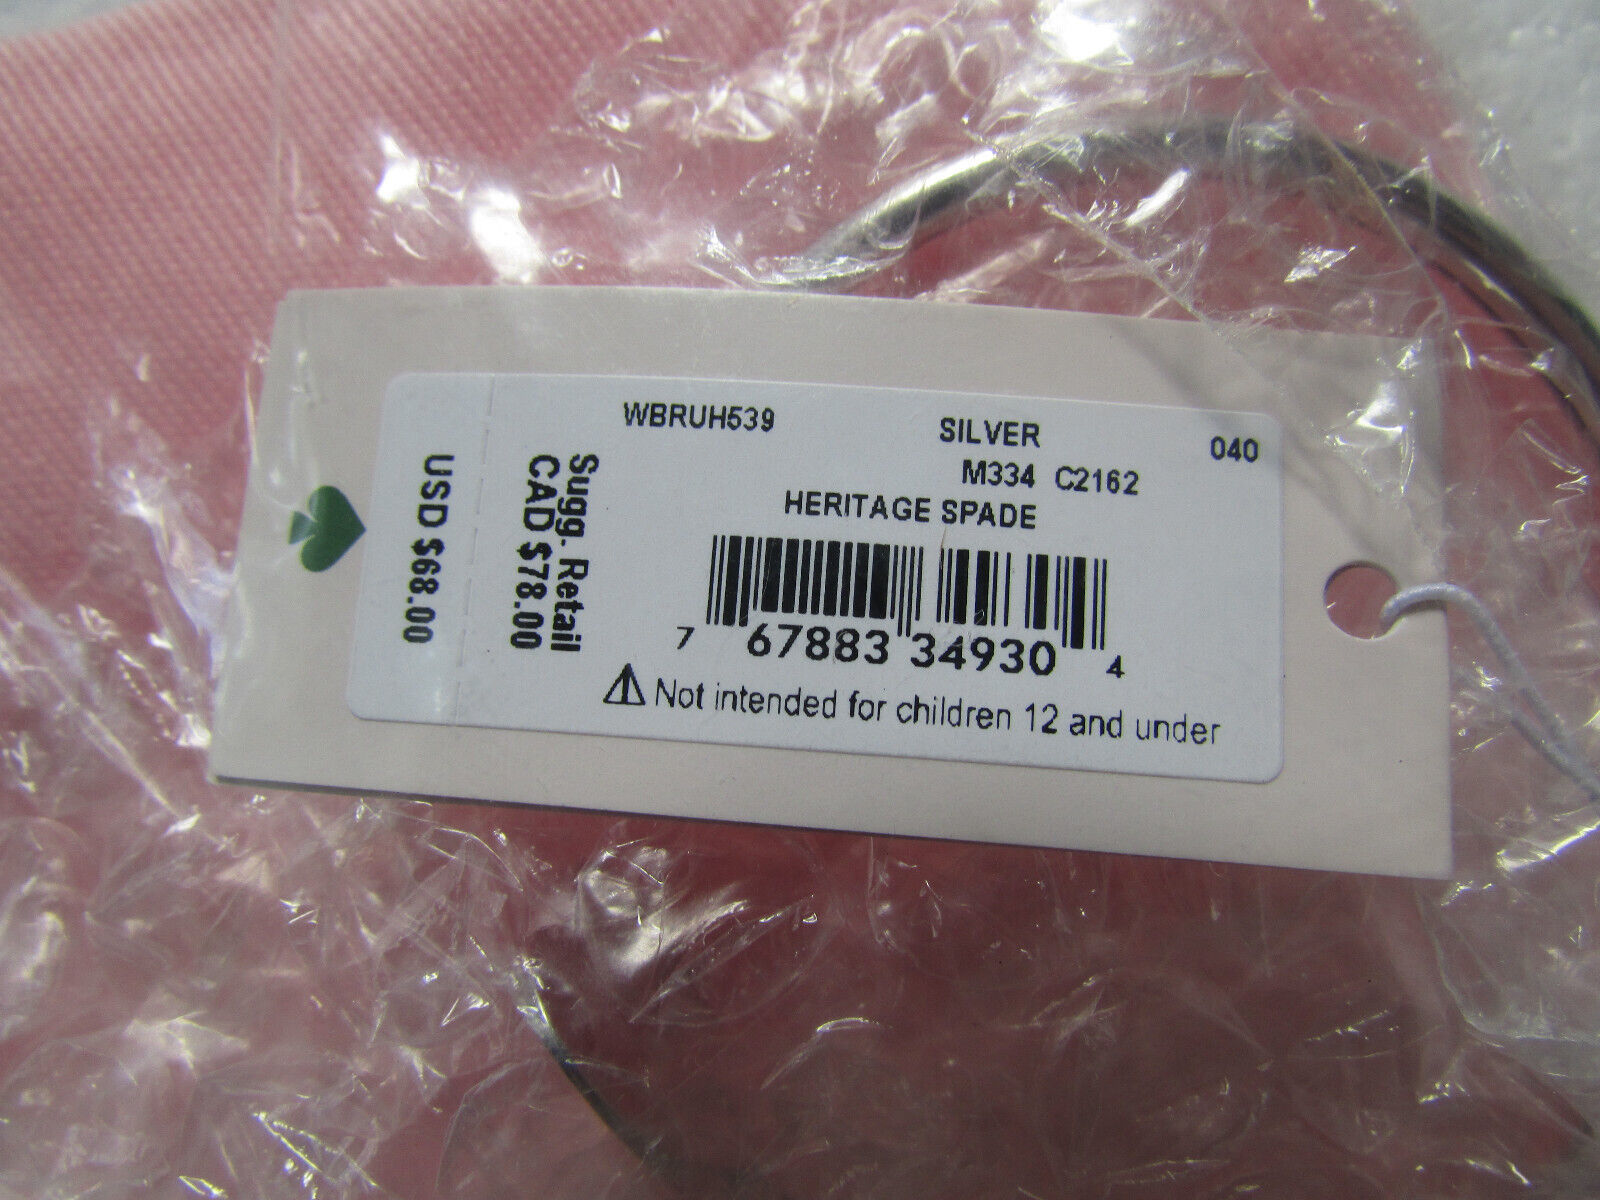 WBRUH539 SILVER 040
M334 C2162
HERITAGE SPADE
7 67883 34930 4
⚠ Not intended for children 12 and under
Sugg. Retail
CAD $78.00
USD $68.00